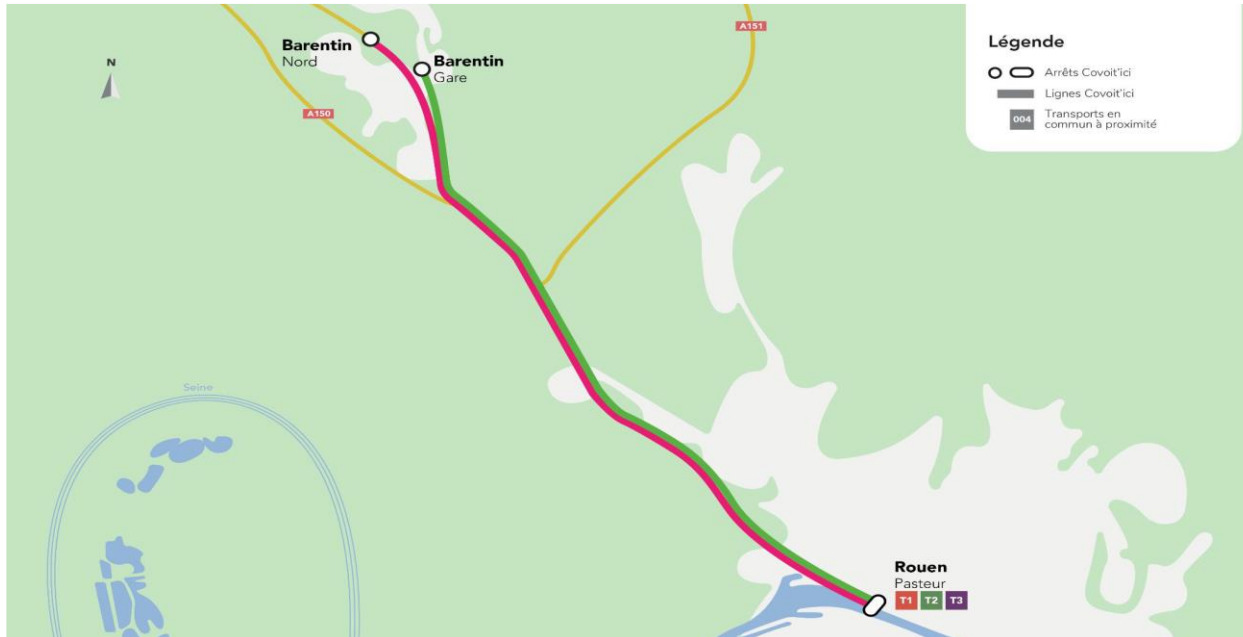 Barentin
Nord
Barentin
Gare
N
A150
A151
Légende
Arrêts Covoit'ici
Lignes Covoit'ici
004
Transports en
commun à proximité
Seine
Rouen
Pasteur
T1 T2 T3